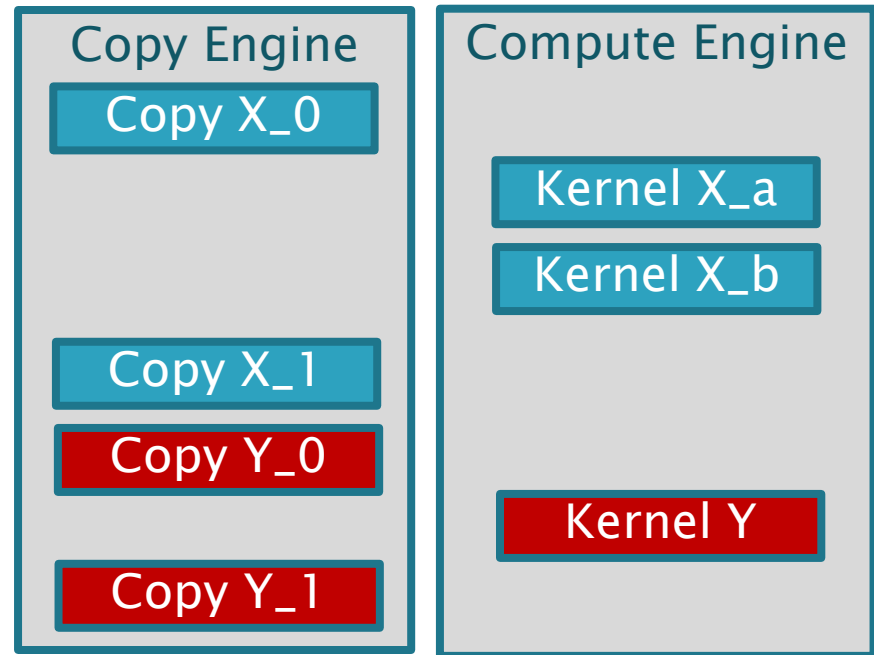 Copy Engine
Copy X_0
Copy X_1
Copy Y_0
Copy Y_1
Compute Engine
Kernel X_a
Kernel X_b
Kernel Y